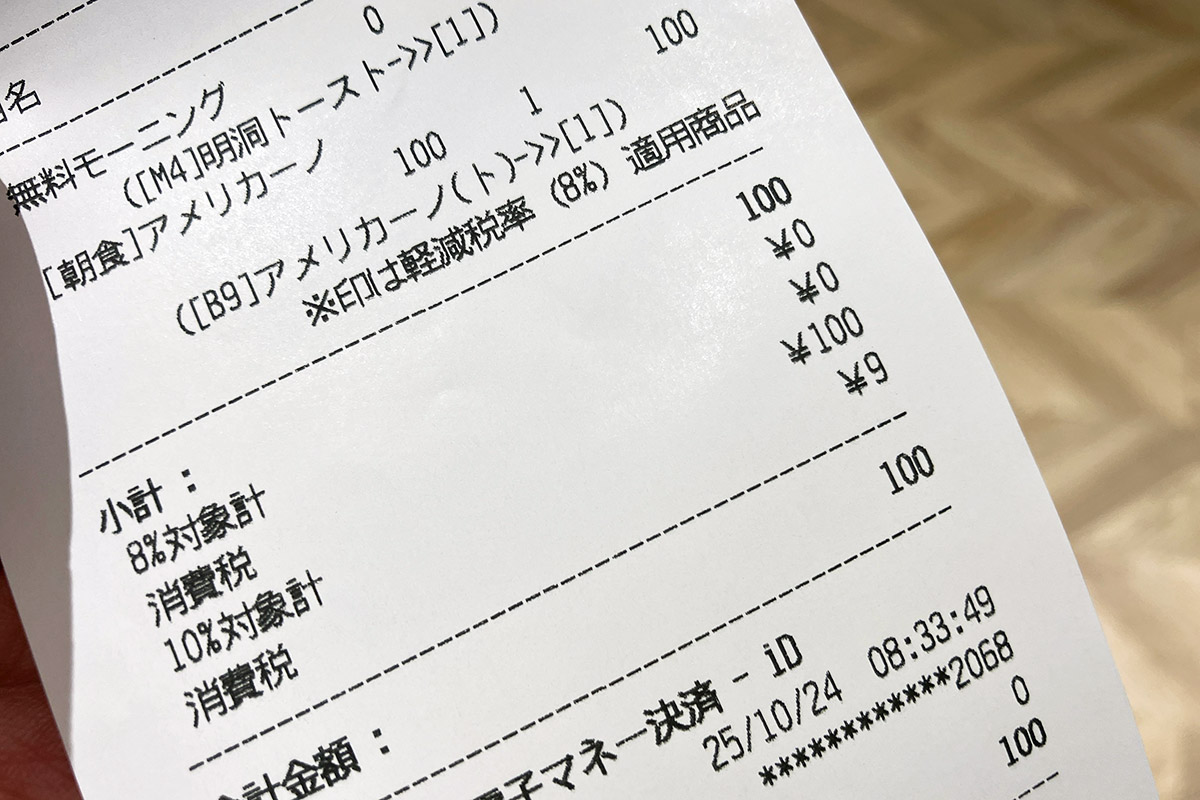 名
無料モーニング 0
([M4]明洞トースト->>[1])
[朝食]アメリカーノ 100 1 100
([B9]アメリカーノ(ト)->>[1])
※印は軽減税率（8%）適用商品
小計： 100
8%対象計 ¥0
消費税 ¥0
10%対象計 ¥100
消費税 ¥9
計金額： 100
電子マネー決済 - iD
25/10/24 08:33:49
************2068
0
100